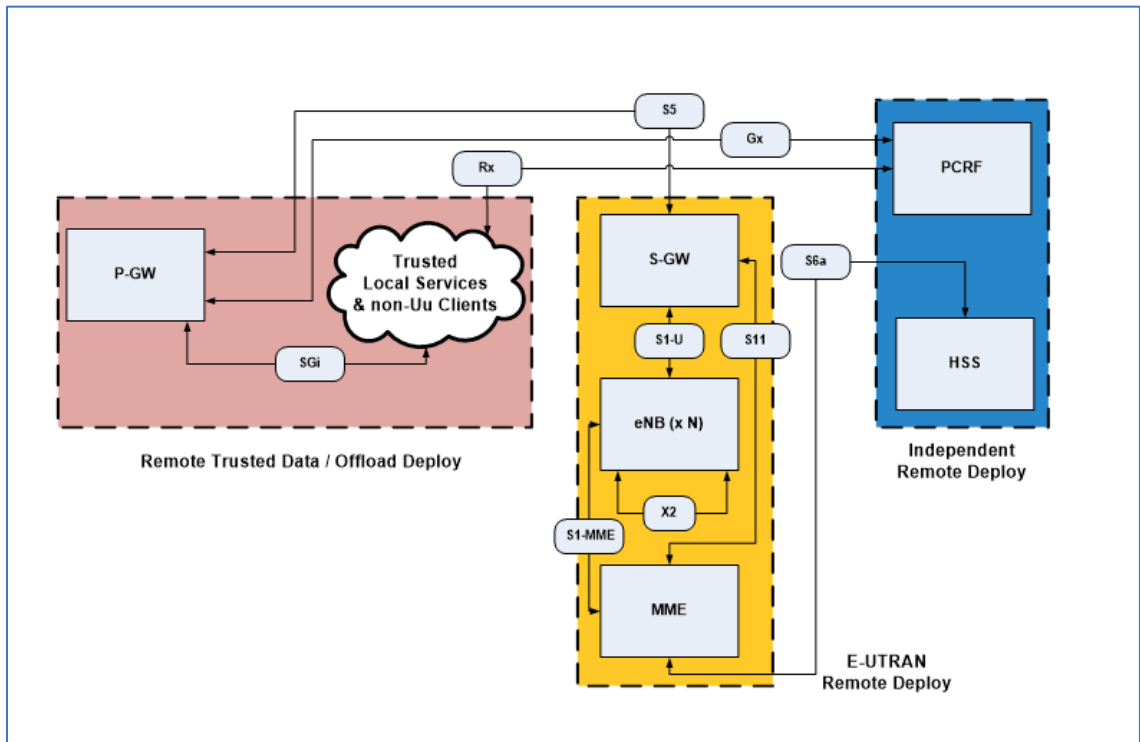 S5
Gx
Rx
PCRF
P-GW
Trusted
Local Services
& non-Uu Clients
S-GW
S6a
S1-U
S11
SGi
HSS
eNB (x N)
Remote Trusted Data / Offload Deploy
Independent
Remote Deploy
X2
S1-MME
MME
E-UTRAN
Remote Deploy